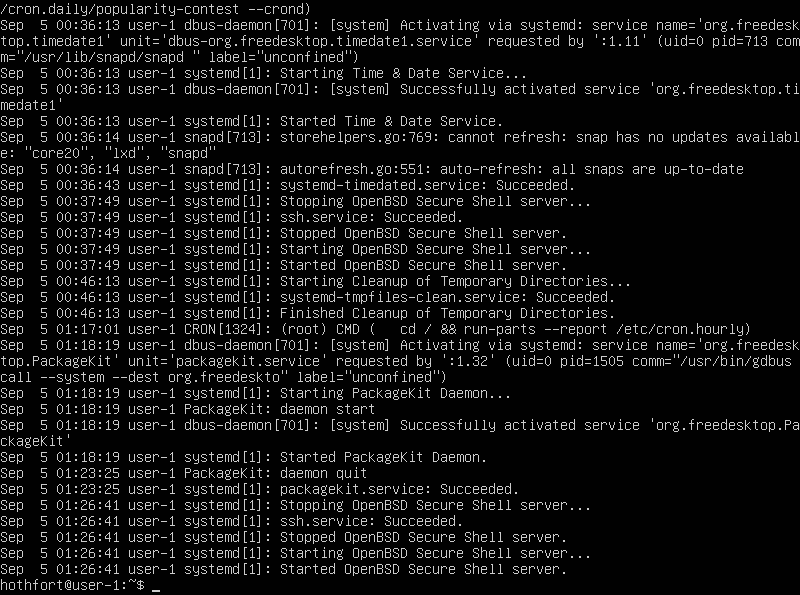 /cron.daily/popularity-contest --crond)
Sep  5 00:36:13 user-1 dbus-daemon[701]: [system] Activating via systemd: service name='org.freedesk
top.timedate1' unit='dbus-org.freedesktop.timedate1.service' requested by ':1.11' (uid=0 pid=713 com
m="/usr/lib/snapd/snapd " label="unconfined")
Sep  5 00:36:13 user-1 systemd[1]: Starting Time & Date Service...
Sep  5 00:36:13 user-1 dbus-daemon[701]: [system] Successfully activated service 'org.freedesktop.ti
medate1'
Sep  5 00:36:13 user-1 systemd[1]: Started Time & Date Service.
Sep  5 00:36:14 user-1 snapd[713]: storehelpers.go:769: cannot refresh: snap has no updates availabl
e: "core20", "lxd", "snapd"
Sep  5 00:36:14 user-1 snapd[713]: autorefresh.go:551: auto-refresh: all snaps are up-to-date
Sep  5 00:36:43 user-1 systemd[1]: systemd-timedated.service: Succeeded.
Sep  5 00:37:49 user-1 systemd[1]: Stopping OpenBSD Secure Shell server...
Sep  5 00:37:49 user-1 systemd[1]: ssh.service: Succeeded.
Sep  5 00:37:49 user-1 systemd[1]: Stopped OpenBSD Secure Shell server.
Sep  5 00:37:49 user-1 systemd[1]: Starting OpenBSD Secure Shell server...
Sep  5 00:37:49 user-1 systemd[1]: Started OpenBSD Secure Shell server.
Sep  5 00:46:13 user-1 systemd[1]: Starting Cleanup of Temporary Directories...
Sep  5 00:46:13 user-1 systemd[1]: systemd-tmpfiles-clean.service: Succeeded.
Sep  5 00:46:13 user-1 systemd[1]: Finished Cleanup of Temporary Directories.
Sep  5 01:17:01 user-1 CRON[1324]: (root) CMD (   cd / && run-parts --report /etc/cron.hourly)
Sep  5 01:18:19 user-1 dbus-daemon[701]: [system] Activating via systemd: service name='org.freedesk
top.PackageKit' unit='packagekit.service' requested by ':1.32' (uid=0 pid=1505 comm="/usr/bin/gdbus 
call --system --dest org.freedeskto" label="unconfined")
Sep  5 01:18:19 user-1 systemd[1]: Starting PackageKit Daemon...
Sep  5 01:18:19 user-1 PackageKit: daemon start
Sep  5 01:18:19 user-1 dbus-daemon[701]: [system] Successfully activated service 'org.freedesktop.Pa
ckageKit'
Sep  5 01:18:19 user-1 systemd[1]: Started PackageKit Daemon.
Sep  5 01:23:25 user-1 PackageKit: daemon quit
Sep  5 01:23:25 user-1 systemd[1]: packagekit.service: Succeeded.
Sep  5 01:26:41 user-1 systemd[1]: Stopping OpenBSD Secure Shell server...
Sep  5 01:26:41 user-1 systemd[1]: ssh.service: Succeeded.
Sep  5 01:26:41 user-1 systemd[1]: Stopped OpenBSD Secure Shell server.
Sep  5 01:26:41 user-1 systemd[1]: Starting OpenBSD Secure Shell server...
Sep  5 01:26:41 user-1 systemd[1]: Started OpenBSD Secure Shell server.
hothfort@user-1:~$ _